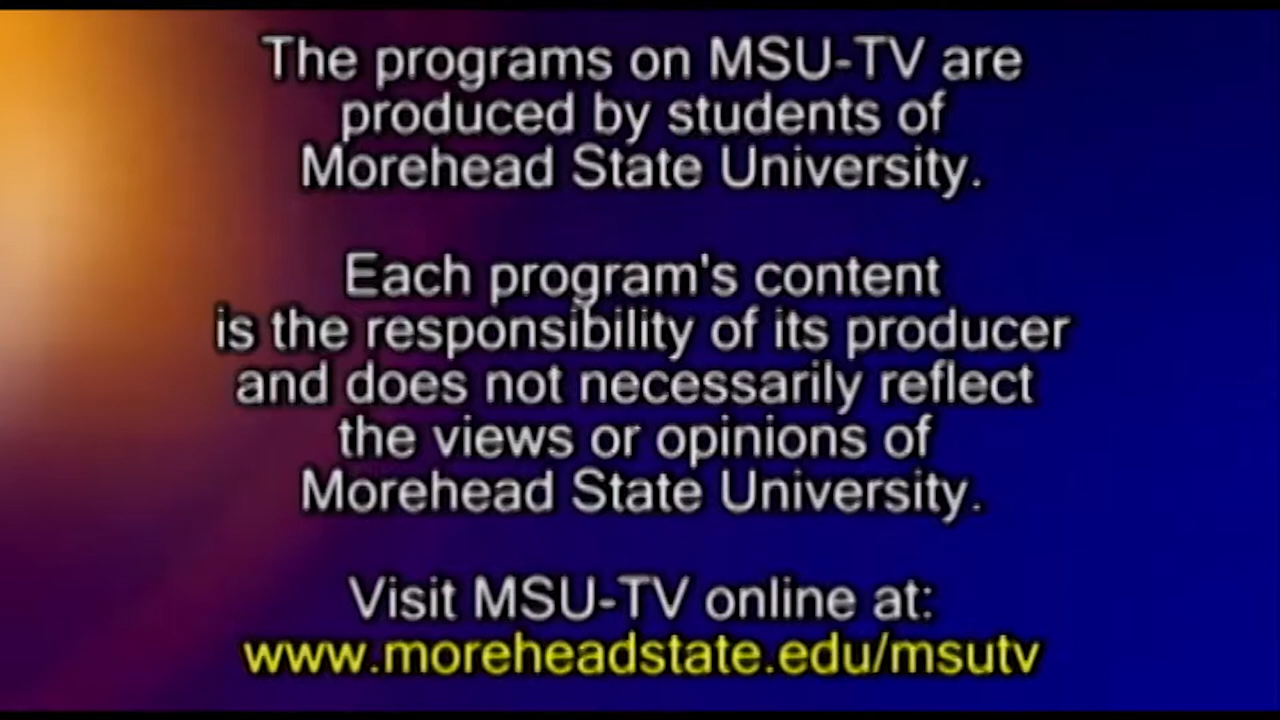 The programs on MSU-TV are
produced by students of
Morehead State University.
Each program's content
is the responsibility of its producer
and does not necessarily reflect
the views or opinions of
Morehead State University.
Visit MSU-TV online at:
www.moreheadstate.edu/msutv